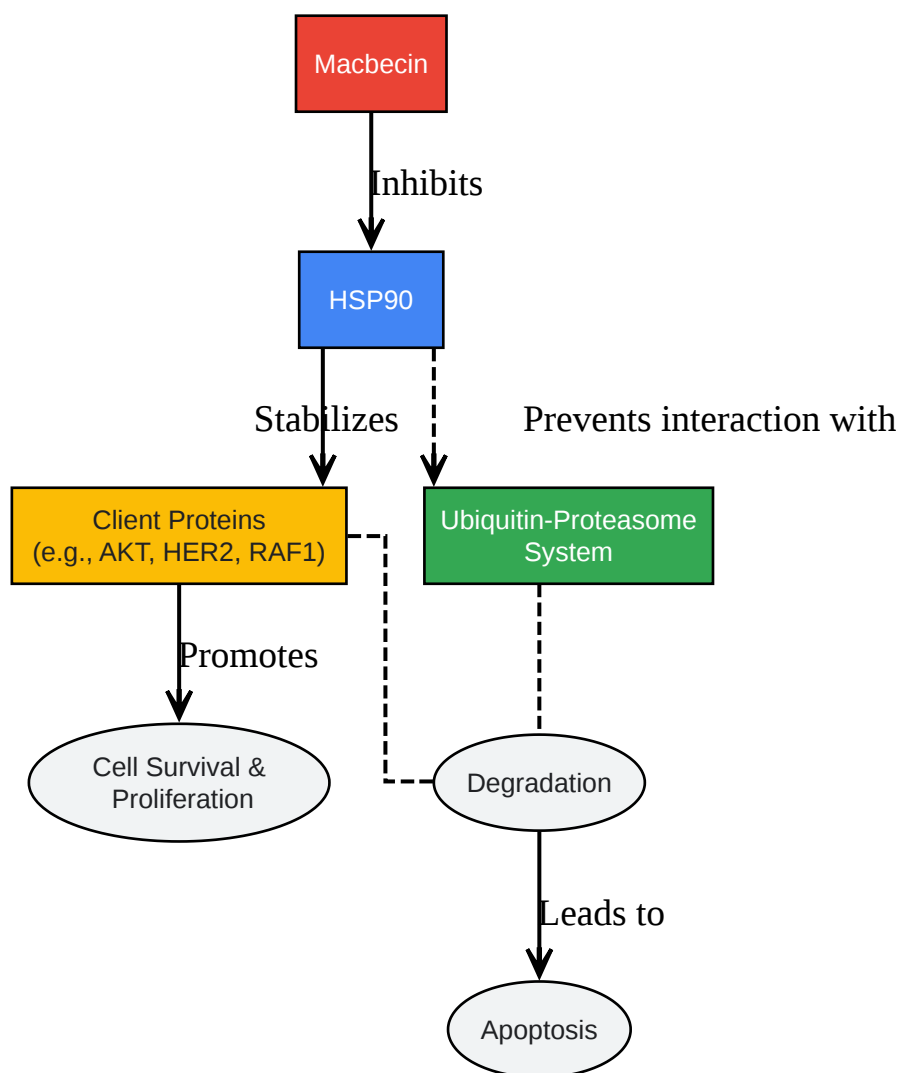 Macbecin
Inhibits
HSP90
Stabilizes
Prevents interaction with
Client Proteins
(e.g., AKT, HER2, RAF1)
Ubiquitin-Proteasome
System
Promotes
Cell Survival &
Proliferation
Degradation
Leads to
Apoptosis